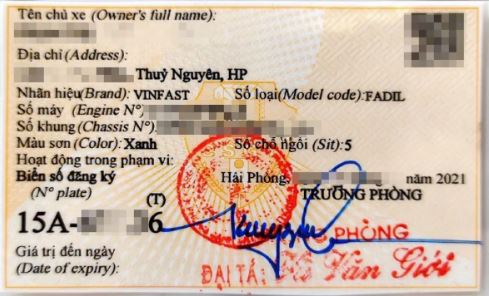 Tên chủ xe (Owner's full name):
Địa chỉ (Address):
Thuỷ Nguyên, HP
Nhãn hiệu(Brand): VINFAST Số loại(Model code):FADIL
Số máy (Engine N°)
Số khung (Chassis N°)
Màu sơn (Color): Xanh Số chỗ ngồi (Sit):5
Hoạt động trong phạm vi:
Biển số đăng ký Hải Phòng, năm 2021
(N° plate) (T) TRƯỞNG PHÒNG
15A- 6
PHÒNG
Giá trị đến ngày
(Date of expiry): ĐẠI TÁ: Hồ Văn Giới